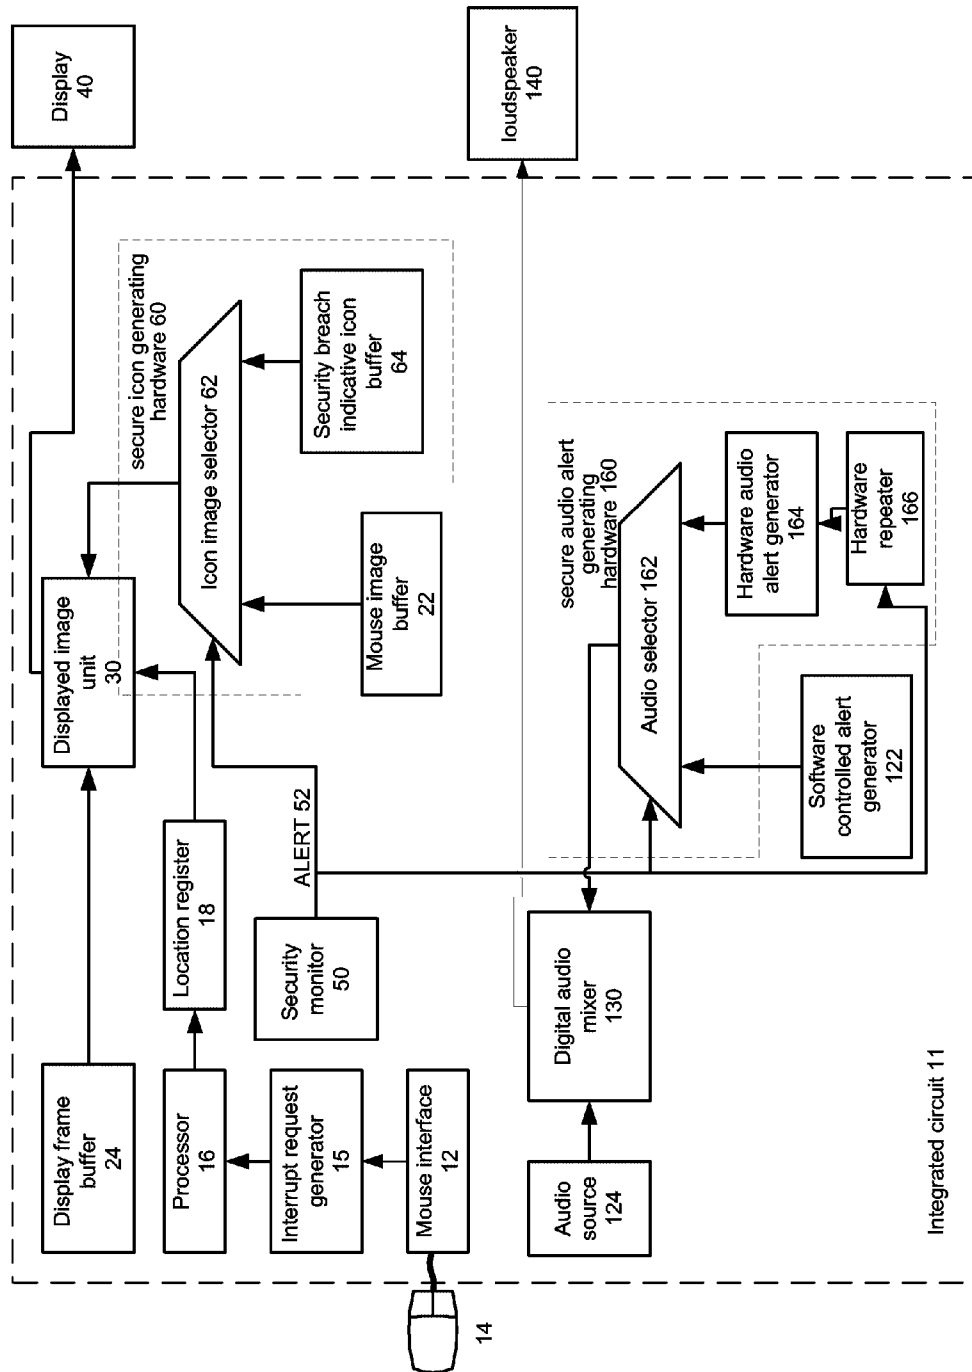 Display
40
loudspeaker
140
secure icon generating
hardware 60
Icon image selector 62
Security breach
indicative icon
buffer
64
Mouse image
buffer
22
Displayed image
unit
30
ALERT 52
Location register
18
Security
monitor
50
Display frame
buffer
24
Processor
16
Interrupt request
generator
15
Mouse interface
12
14
secure audio alert
generating
hardware 160
Audio selector 162
Hardware audio
alert generator
164
Hardware
repeater
166
Software
controlled alert
generator
122
Digital audio
mixer
130
Audio
source
124
Integrated circuit 11